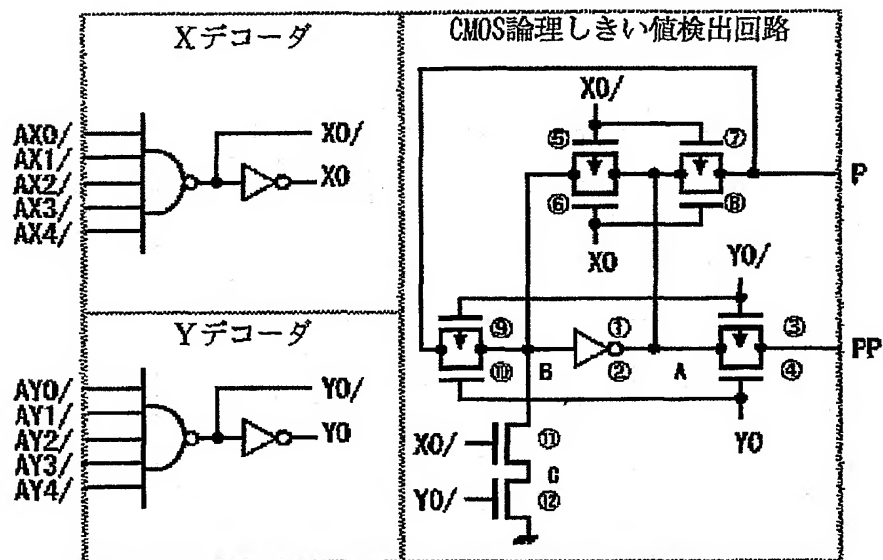 Xデコーダ
AX0/
AX1/
AX2/
AX3/
AX4/
X0/
X0
Yデコーダ
AY0/
AY1/
AY2/
AY3/
AY4/
Y0/
Y0
CMOS論理しきい値検出回路
X0/
⑤
⑦
P
⑥
⑧
X0
Y0/
⑨
①
③
PP
⑩
B
②
A
④
X0/
⑪
Y0
C
Y0/
⑫